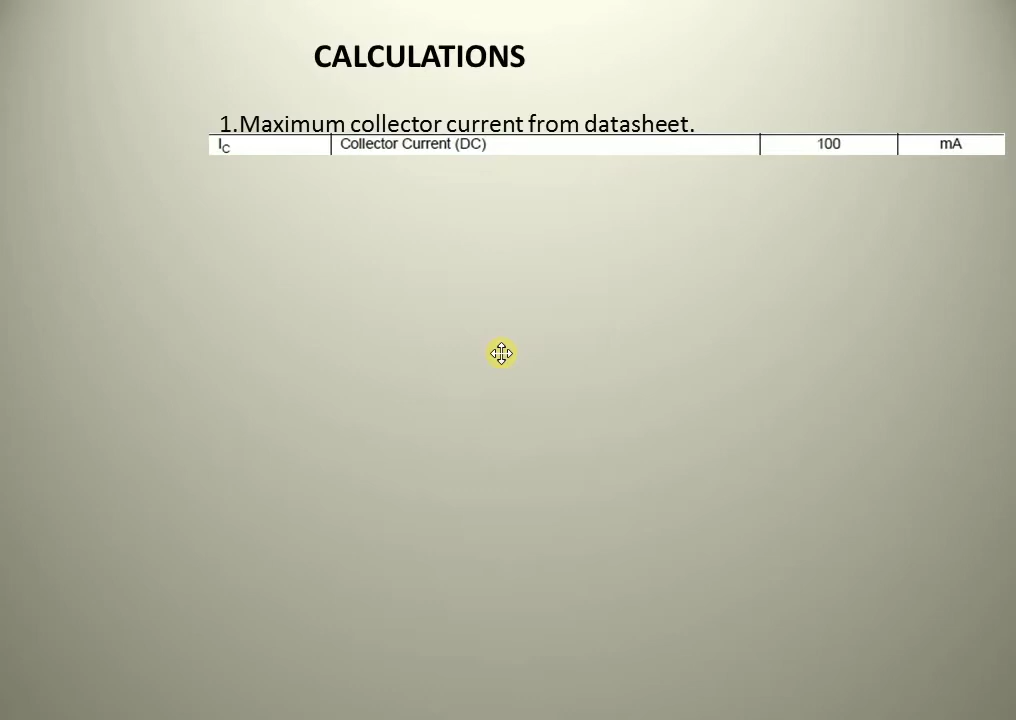 CALCULATIONS
1.Maximum collector current from datasheet.
IC Collector Current (DC) 100 mA